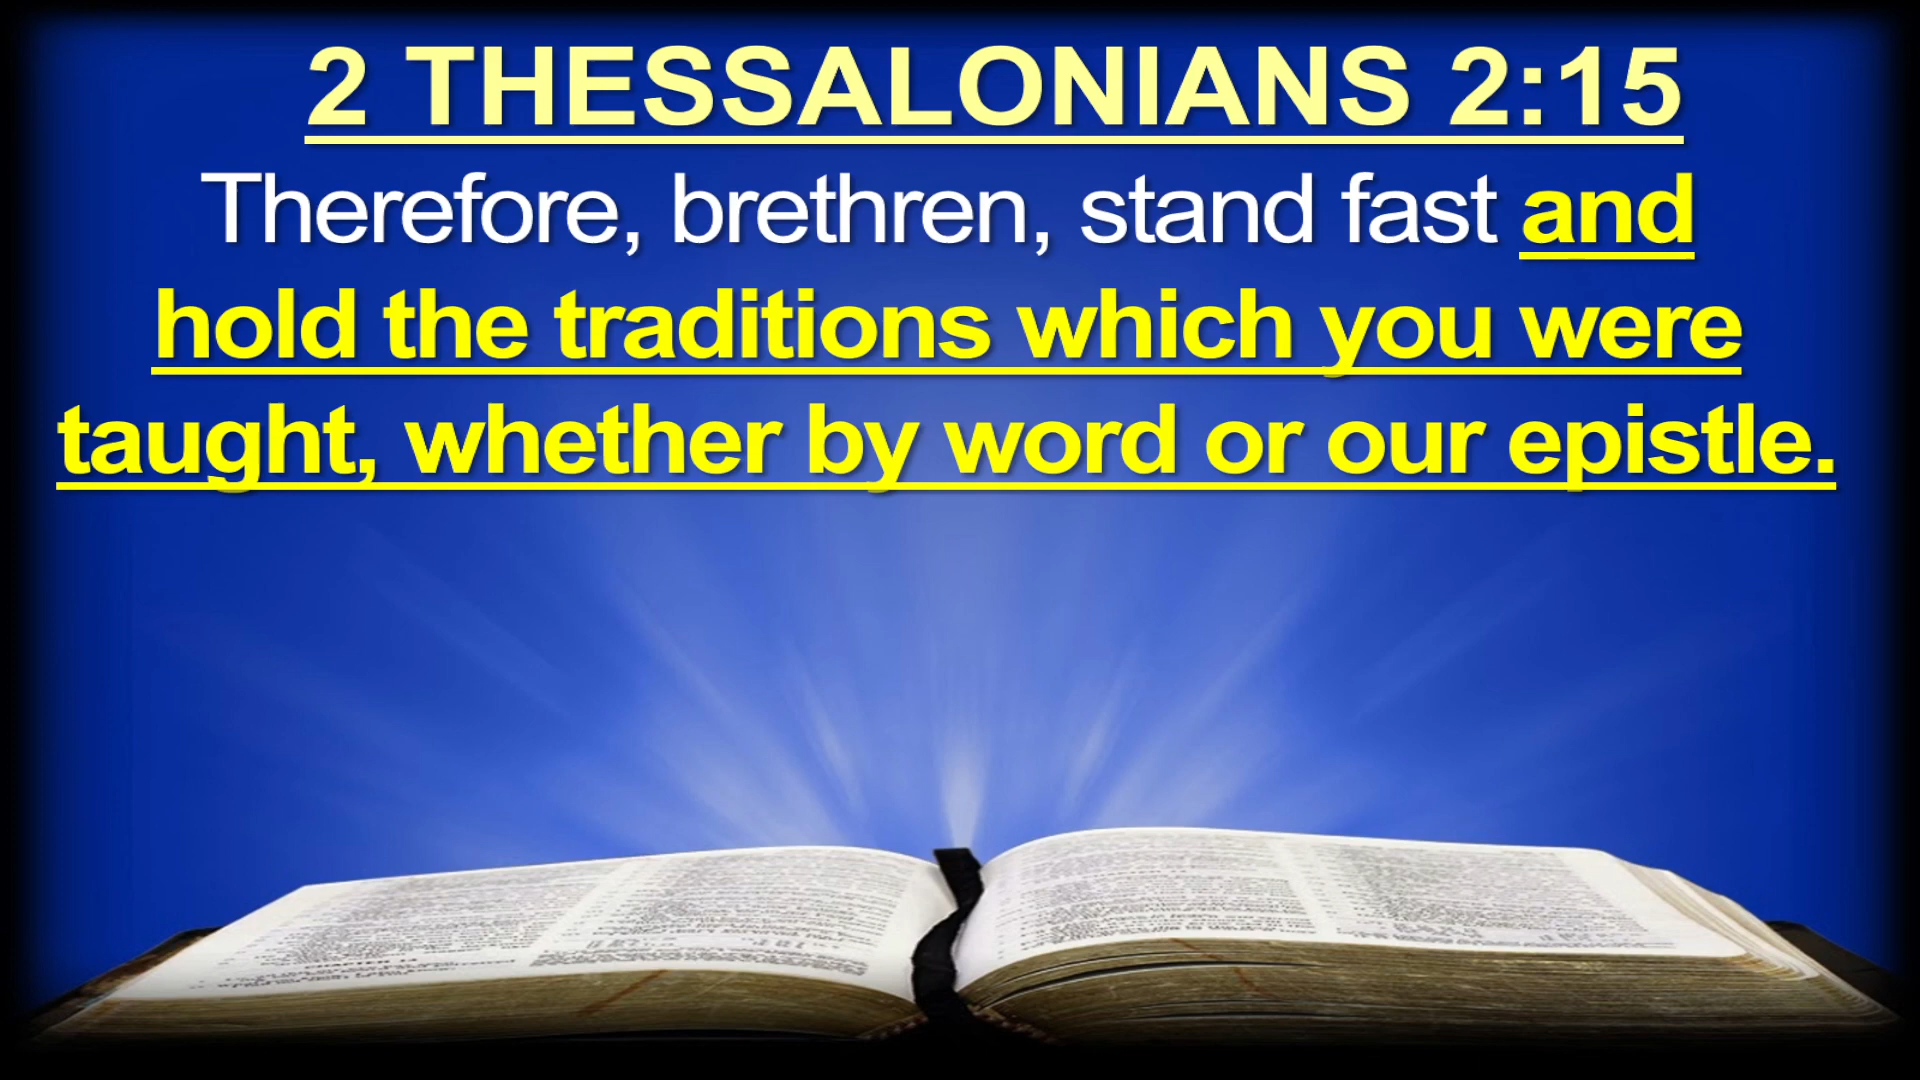 2 THESSALONIANS 2:15
Therefore, brethren, stand fast and
hold the traditions which you were
taught, whether by word or our epistle.